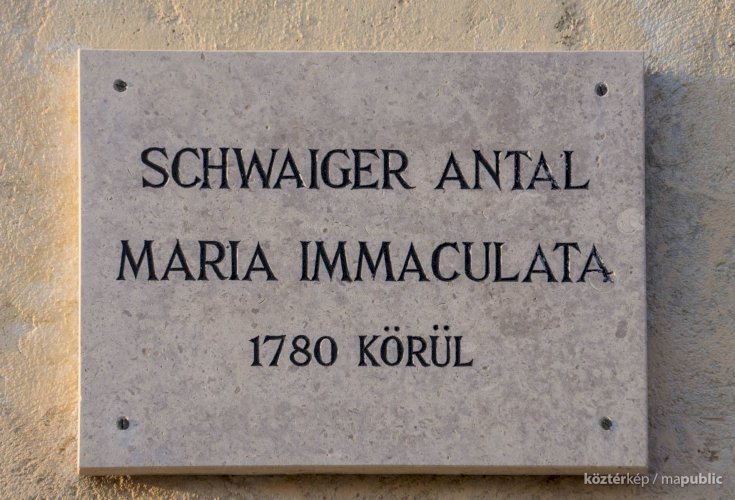 SCHWAIGER ANTAL
MARIA IMMACULATA
1780 KÖRÜL
köztérkép / mapublic